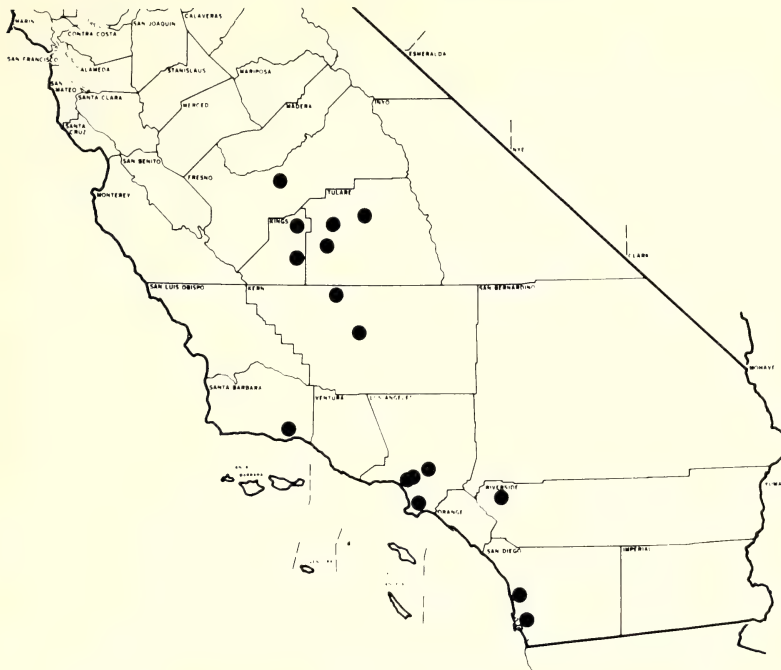 MARIN
CALAVERAS
SAN JOAQUIN
CONTRA COSTA
SAN FRANCISCO
ALAMEDA
STANISLAUS
MARIPOSA
ESMERALDA
SAN
MATEO
SANTA CLARA
MERCED
MADERA
INYO
SANTA
CRUZ
NYE
SAN BENITO
FRESNO
MONTEREY
TULARE
KINGS
CLARK
SAN LUIS OBISPO
KERN
SAN BERNARDINO
MOHAVE
SANTA BARBARA
VENTURA
LOS ANGELES
BARBARA
RIVERSIDE
YUMA
ORANGE
SAN DIEGO
IMPERIAL